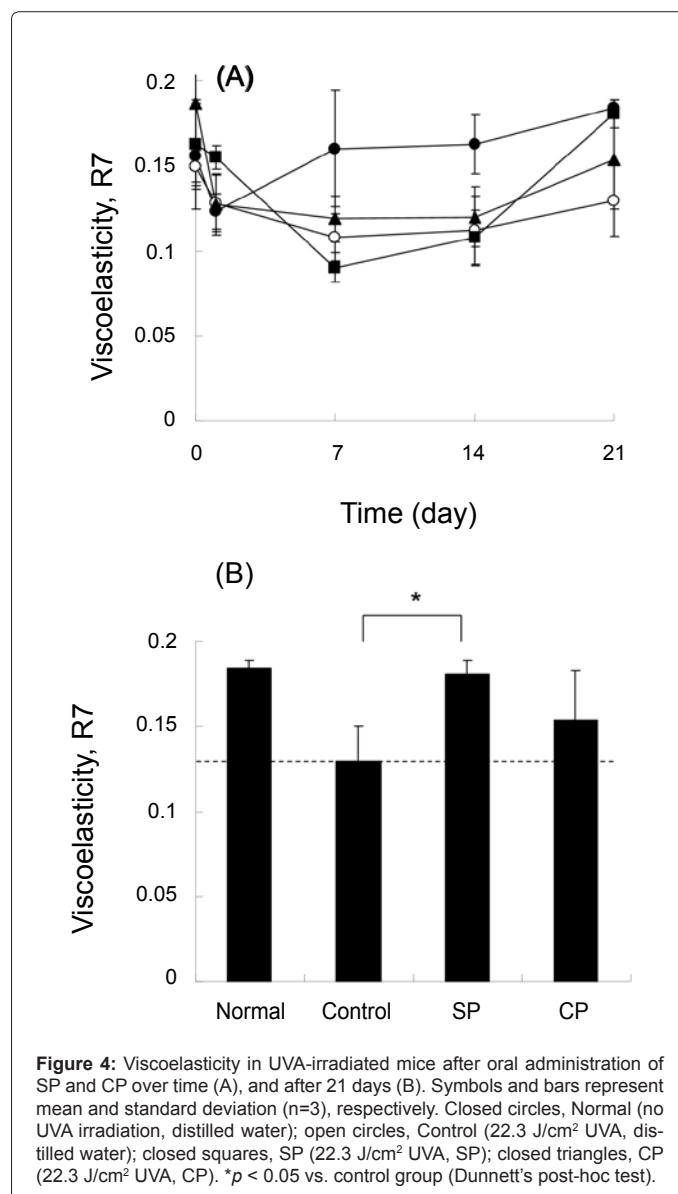 (A)
0.2
0.15
0.1
0.05
0
Viscoelasticity, R7
0 7 14 21
Time (day)
(B)
*
0.2
0.15
0.1
0.05
0
Viscoelasticity, R7
Normal Control SP CP
Figure 4: Viscoelasticity in UVA-irradiated mice after oral administration of
SP and CP over time (A), and after 21 days (B). Symbols and bars represent
mean and standard deviation (n=3), respectively. Closed circles, Normal (no
UVA irradiation, distilled water); open circles, Control (22.3 J/cm² UVA, dis-
tilled water); closed squares, SP (22.3 J/cm² UVA, SP); closed triangles, CP
(22.3 J/cm² UVA, CP). *p < 0.05 vs. control group (Dunnett's post-hoc test).